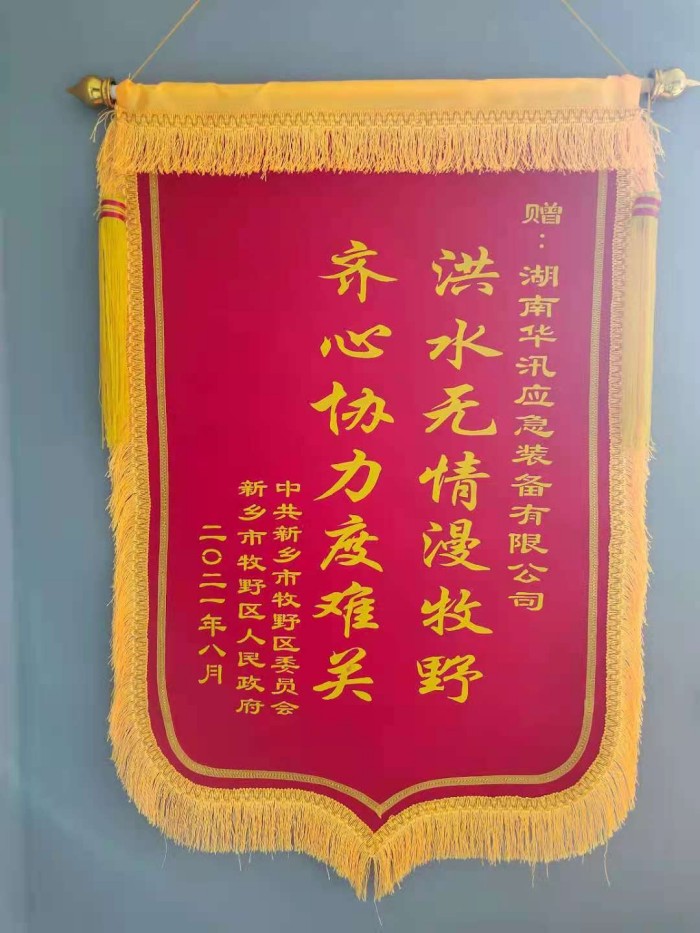 赠：湖南华汛应急装备有限公司
洪水无情漫牧野
齐心协力度难关
中共新乡市牧野区委员会
新乡市牧野区人民政府
二〇二一年八月